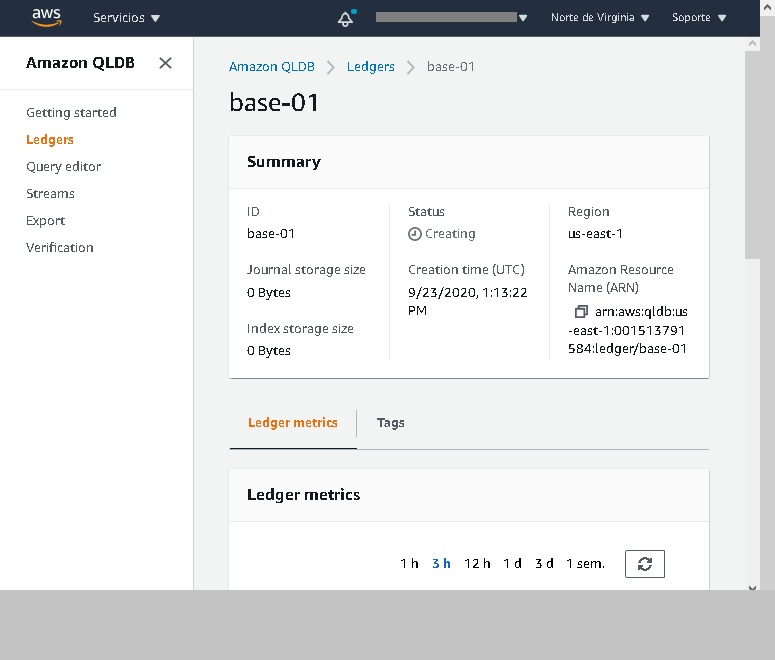 aws Servicios Norte de Virginia Soporte
Amazon QLDB
Getting started
Ledgers
Query editor
Streams
Export
Verification
Amazon QLDB Ledgers base-01
base-01
Summary
ID
base-01
Journal storage size
0 Bytes
Index storage size
0 Bytes
Status
Creating
Creation time (UTC)
9/23/2020, 1:13:22
PM
Region
us-east-1
Amazon Resource
Name (ARN)
arn:aws:qldb:us
-east-1:001513791
584:ledger/base-01
Ledger metrics Tags
Ledger metrics
1 h 3 h 12 h 1 d 3 d 1 sem.